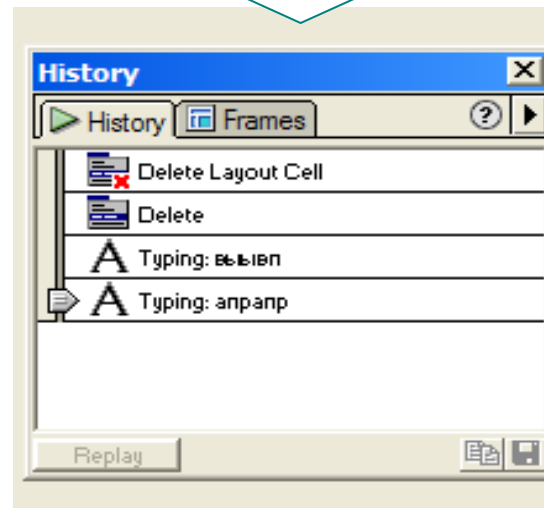 History
History Frames ?
Delete Layout Cell
Delete
Typing: выывп
Typing: апрапр
Replay